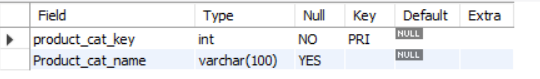 Field Type Null Key Default Extra
product_cat_key int NO PRI NULL
Product_cat_name varchar(100) YES NULL